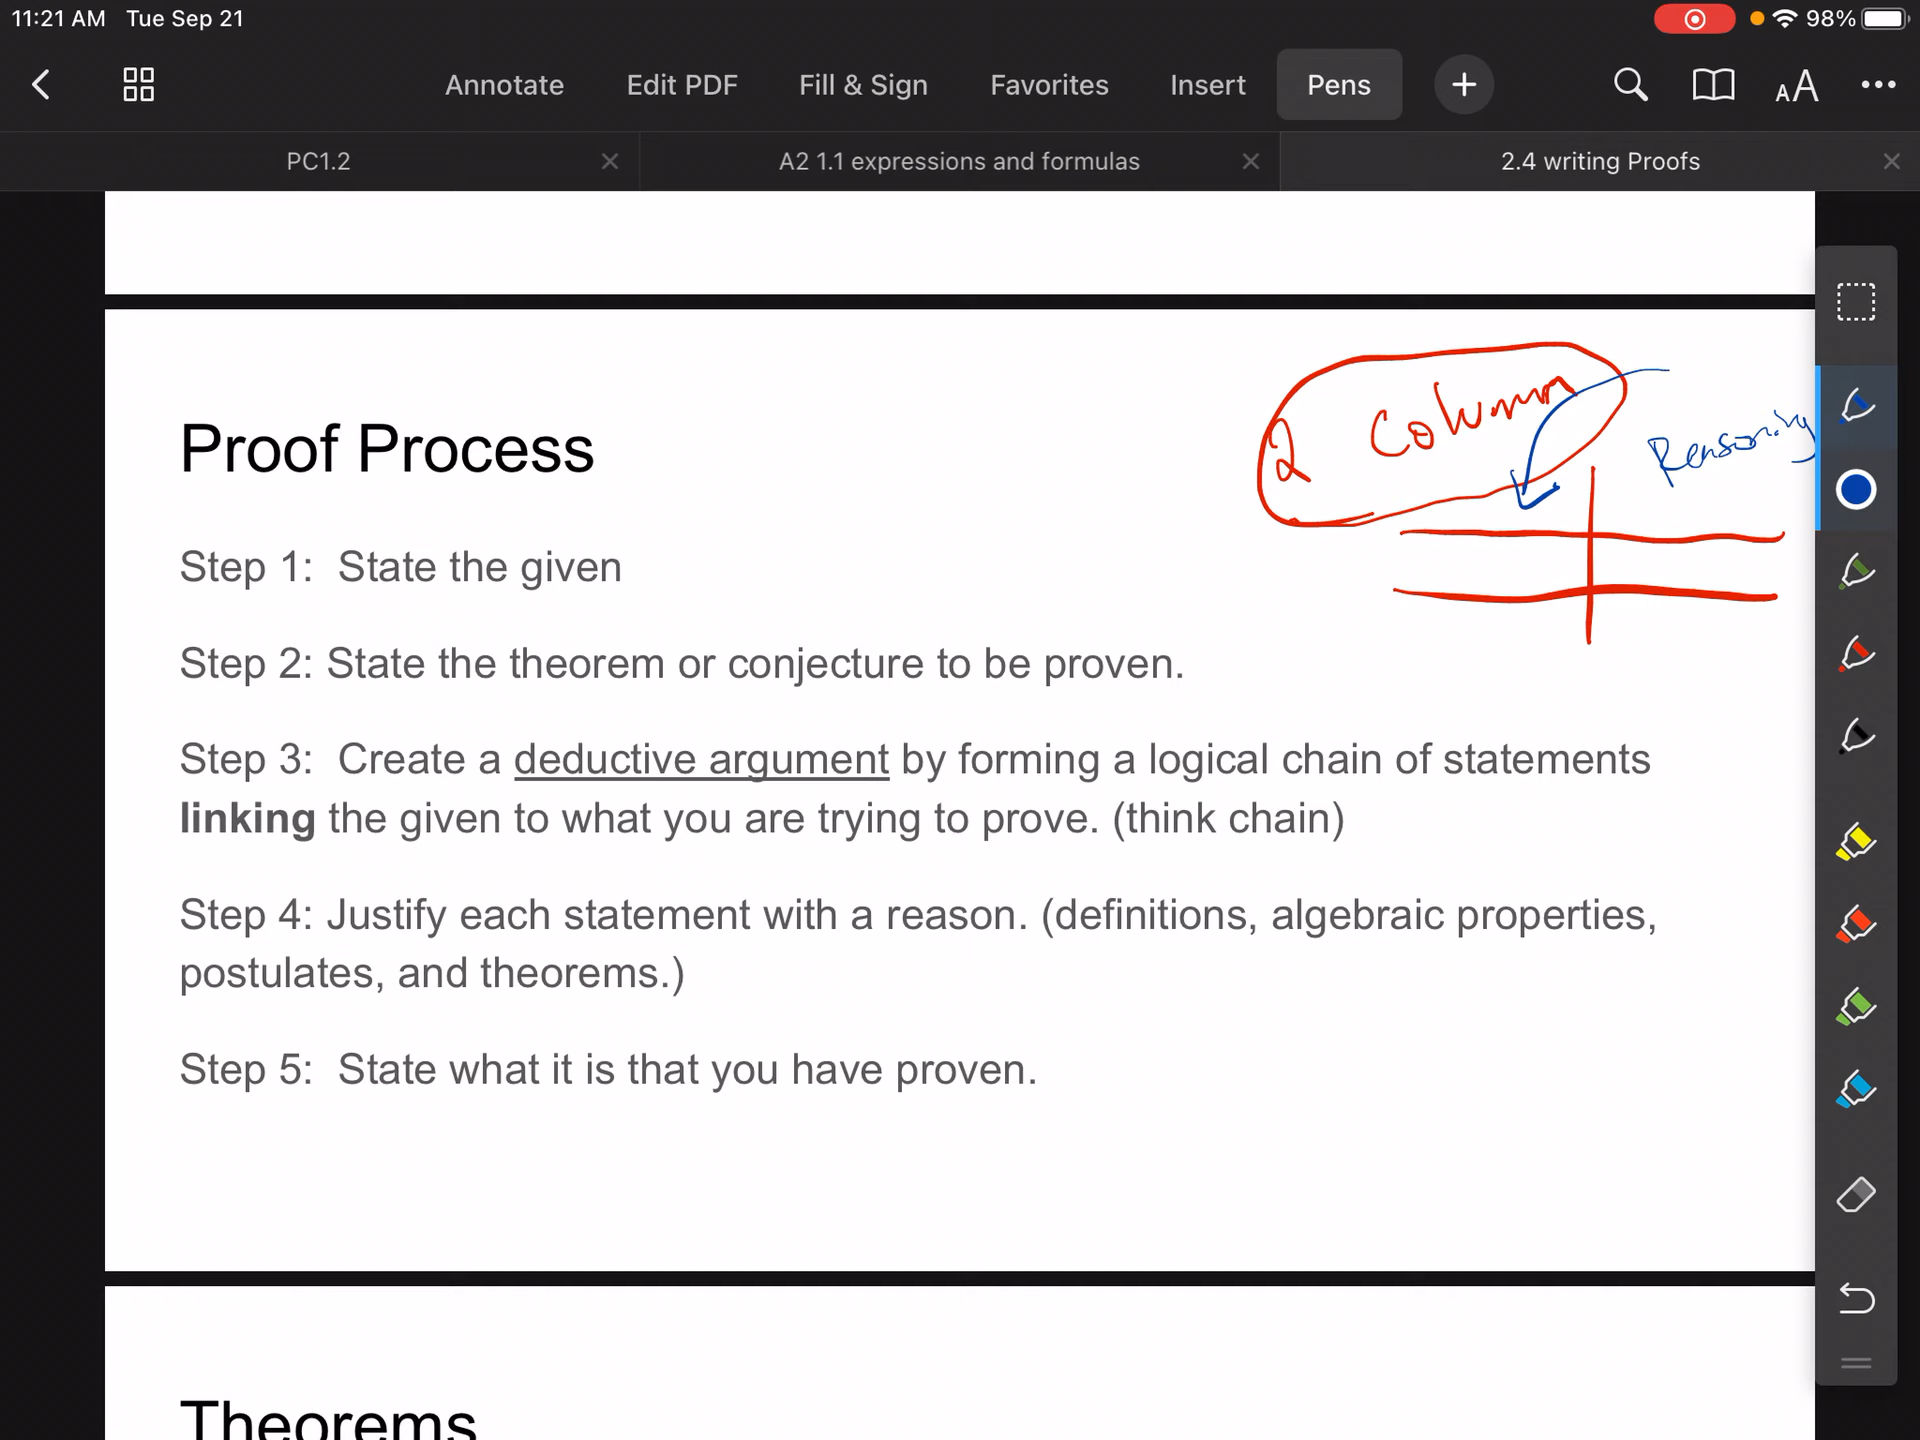 11:21 AM Tue Sep 21
98%
Annotate Edit PDF Fill & Sign Favorites Insert Pens
AA
PC1.2
A2 1.1 expressions and formulas
2.4 writing Proofs
2 Column
Reasoning
Proof Process
Step 1: State the given
Step 2: State the theorem or conjecture to be proven.
Step 3: Create a deductive argument by forming a logical chain of statements
linking the given to what you are trying to prove. (think chain)
Step 4: Justify each statement with a reason. (definitions, algebraic properties,
postulates, and theorems.)
Step 5: State what it is that you have proven.
Theorems